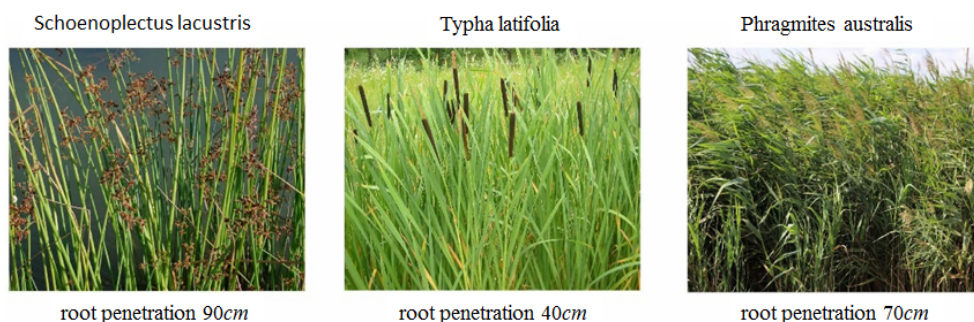 Schoenoplectus lacustris
Typha latifolia
Phragmites australis
root penetration 90cm
root penetration 40cm
root penetration 70cm